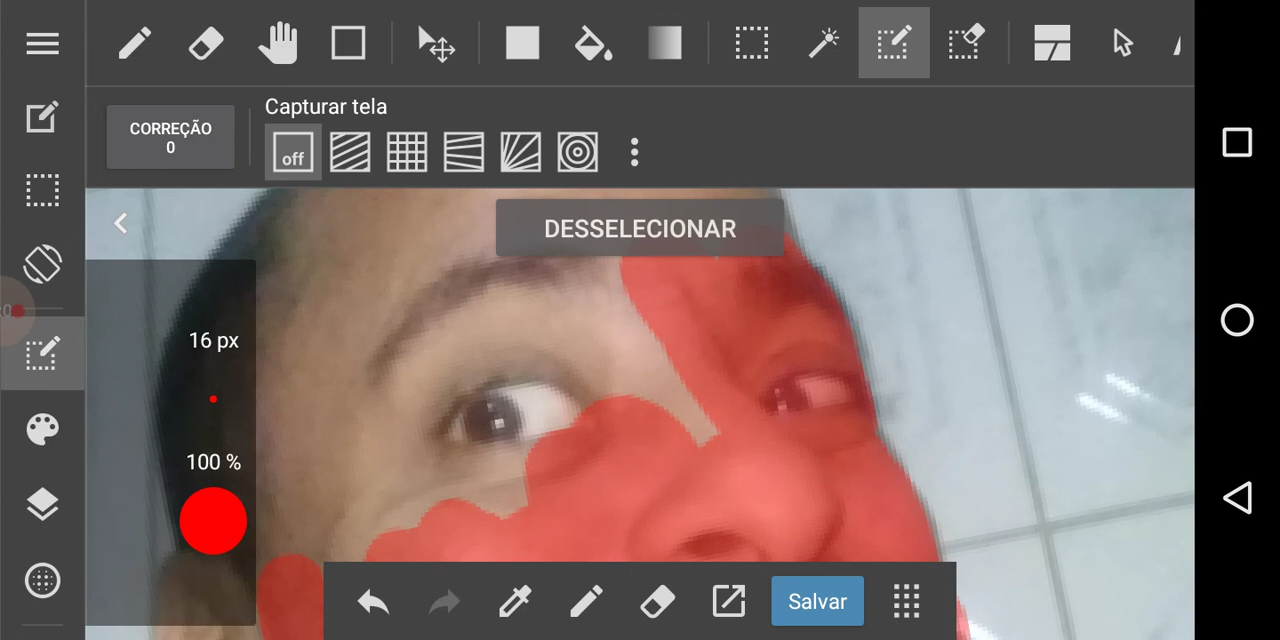 CORREÇÃO
0
Capturar tela
off
DESSELECIONAR
16 px
100 %
Salvar